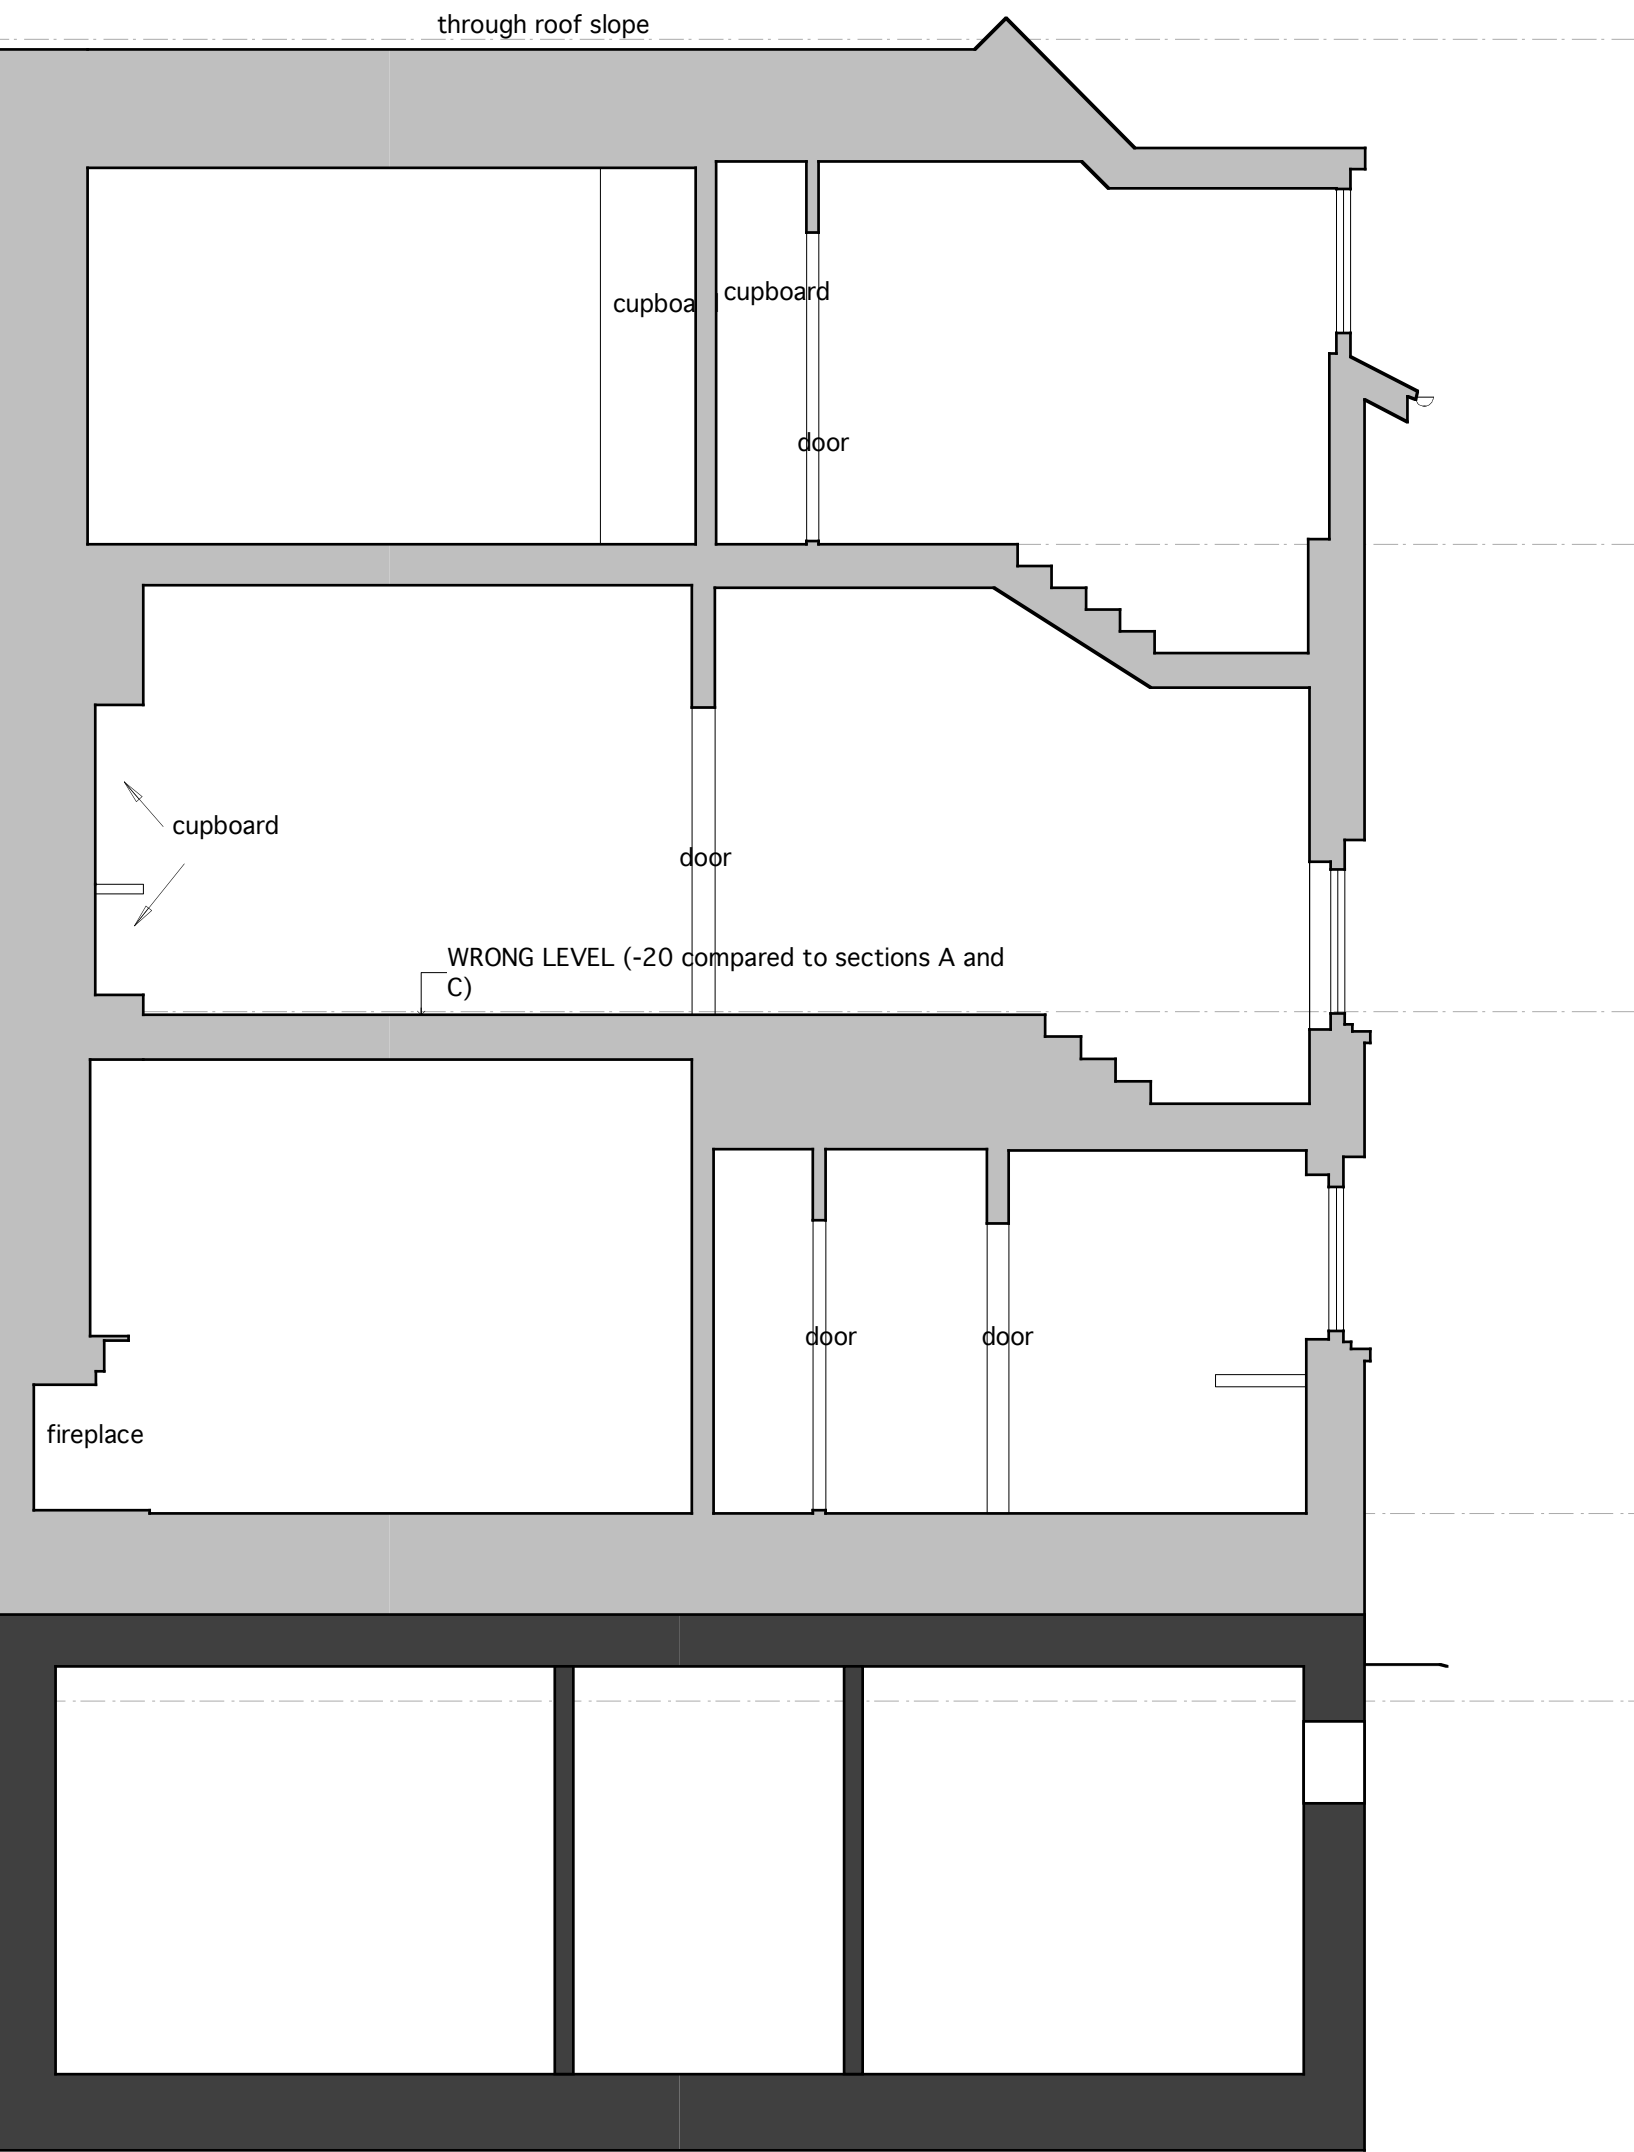 through roof slope
cupboa
cupboard
door
cupboard
door
WRONG LEVEL (-20 compared to sections A and
C)
door
door
fireplace